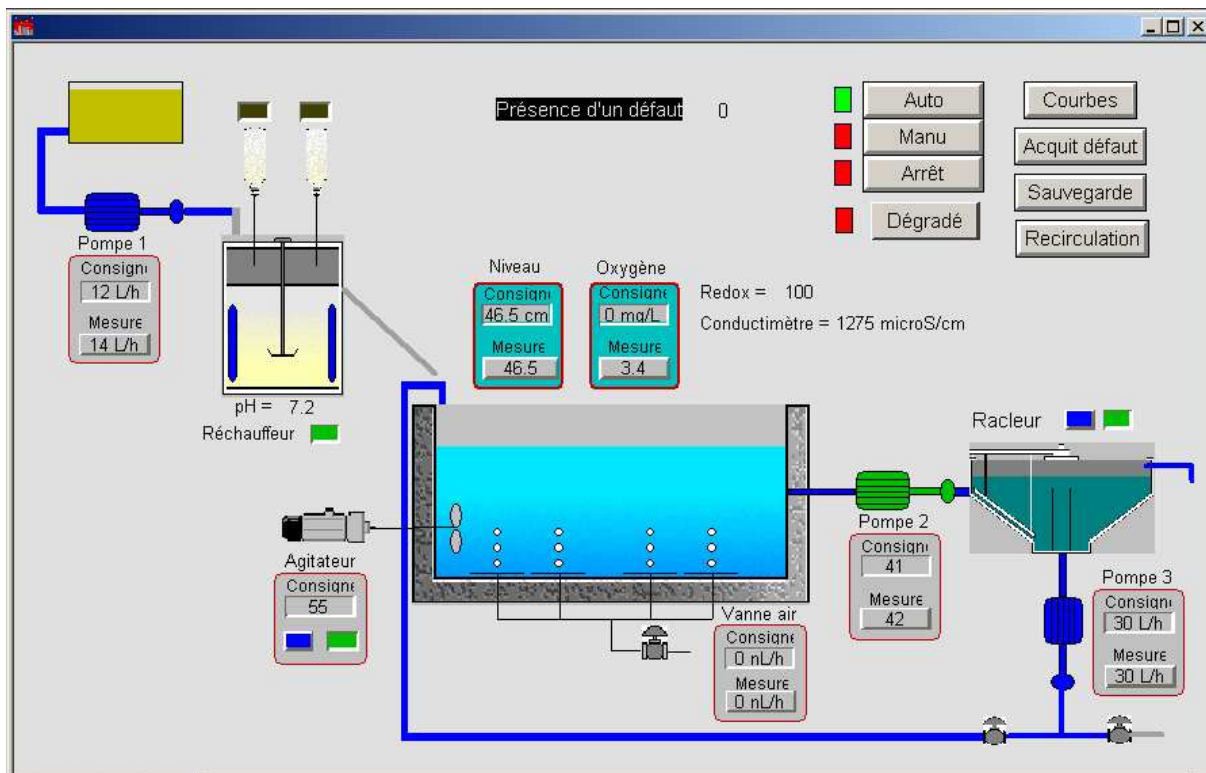 Présence d'un défaut 0
Auto
Manu
Arrêt
Dégradé
Courbes
Acquit défaut
Sauvegarde
Recirculation
Pompe 1
Consign
12 L/h
Mesure
14 L/h
pH = 7.2
Réchauffeur
Niveau
Consigne
46.5 cm
Mesure
46.5
Oxygène
Consigne
0 mg/L
Mesure
3.4
Redox = 100
Conductimètre = 1275 microS/cm
Agitateur
Consigne
55
Vanne air
Consigne
0 nL/h
Mesure
0 nL/h
Pompe 2
Consign
41
Mesure
42
Racleur
Pompe 3
Consign
30 L/h
Mesure
30 L/h